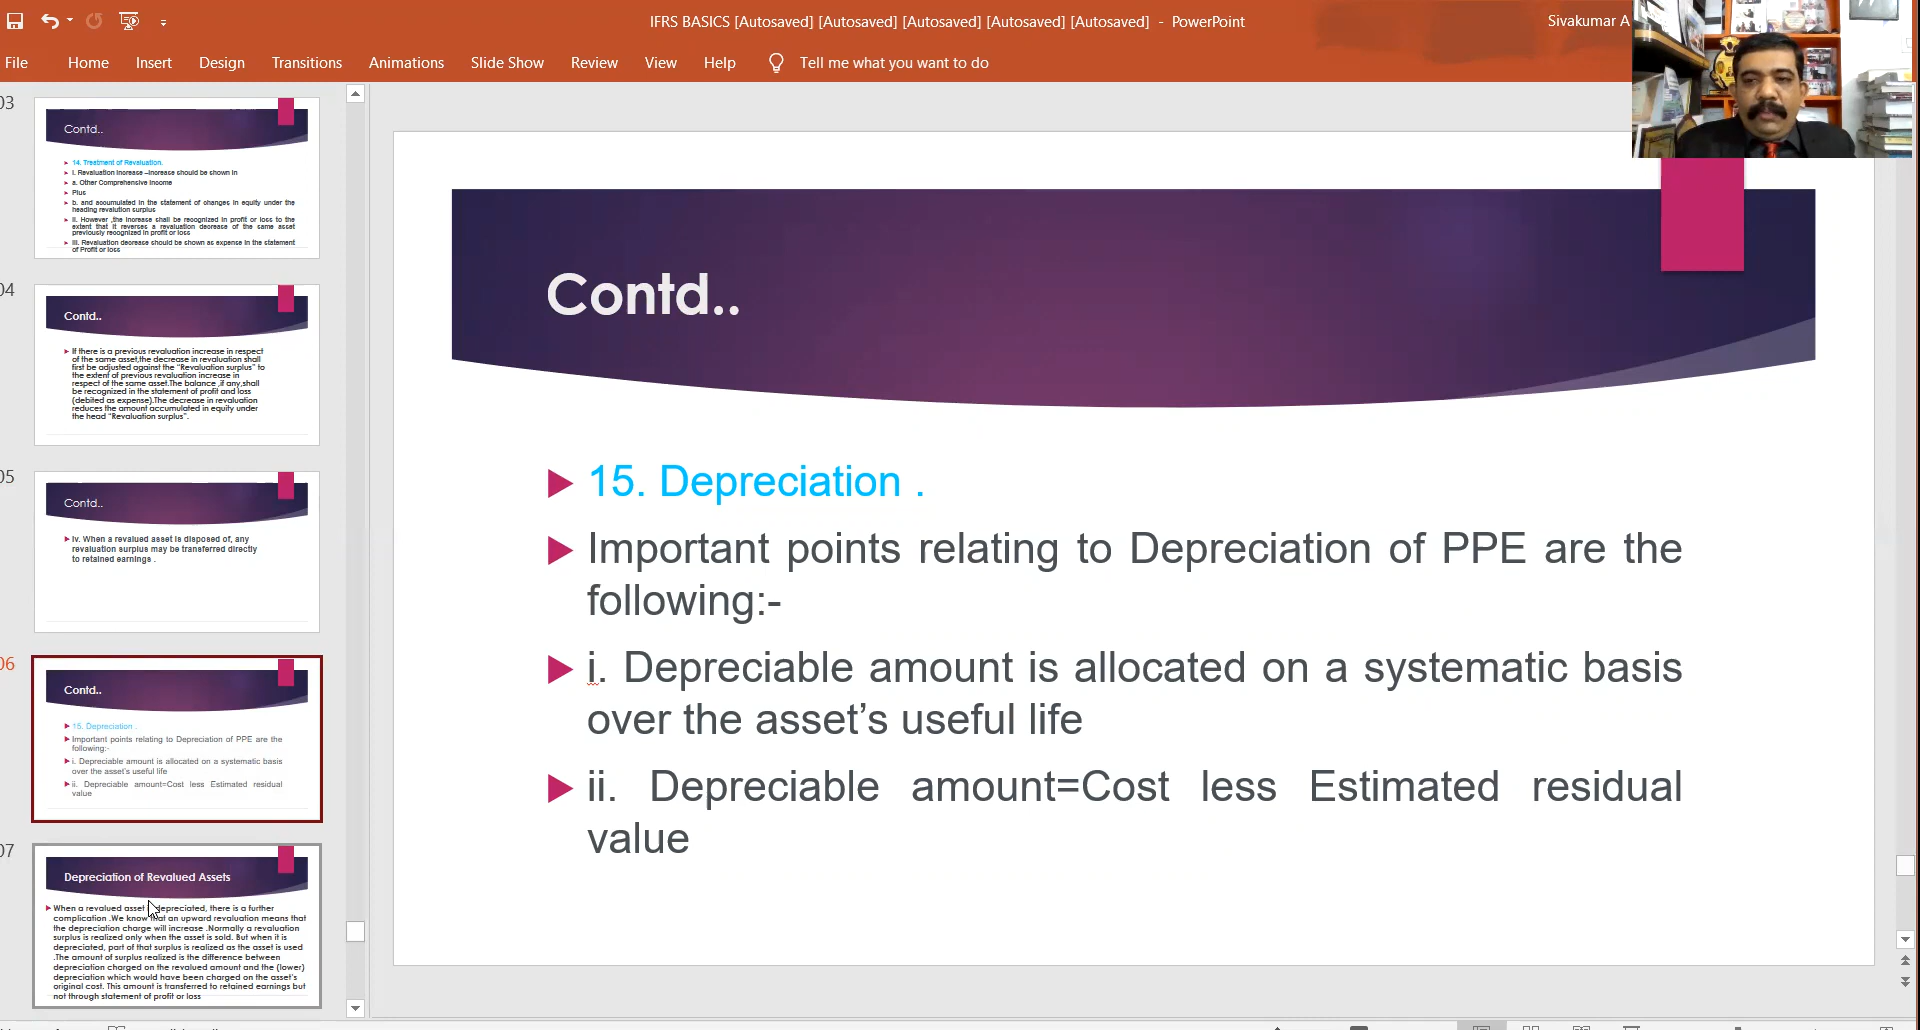 IFRS BASICS [Autosaved] [Autosaved] [Autosaved] [Autosaved] [Autosaved] - PowerPoint
Sivakumar A
File Home Insert Design Transitions Animations Slide Show Review View Help Tell me what you want to do
03
Contd..
14. Treatment of Revaluation.
i. Revaluation increase –Increase should be shown in
a. Other Comprehensive Income
Plus
b. and accumulated in the statement of changes in equity under the
heading revalution surplus
ii. However ,the increase shall be recognized in profit or loss to the
extent that it reverses a revaluation decrease of the same asset
previously recognized in profit or loss
iii. Revaluation decrease should be shown as expense in the statement
of Profit or loss
04
Contd..
If there is a previous revaluation increase in respect
of the same asset,the decrease in revaluation shall
first be adjusted against the “Revaluation surplus” to
the extent of previous revaluation increase in
respect of the same asset.The balance ,if any,shall
be recognized in the statement of profit and loss
(debited as expense).The decrease in revaluation
reduces the amount accumulated in equity under
the head “Revaluation surplus”.
05
Contd..
iv. When a revalued asset is disposed of, any
revaluation surplus may be transferred directly
to retained earnings .
06
Contd..
15. Depreciation .
Important points relating to Depreciation of PPE are the
following:-
i. Depreciable amount is allocated on a systematic basis
over the asset’s useful life
ii. Depreciable amount=Cost less Estimated residual
value
07
Depreciation of Revalued Assets
When a revalued asset depreciated, there is a further
complication .We know that an upward revaluation means that
the depreciation charge will increase .Normally a revaluation
surplus is realized only when the asset is sold. But when it is
depreciated, part of that surplus is realized as the asset is used
.The amount of surplus realized is the difference between
depreciation charged on the revalued amount and the (lower)
depreciation which would have been charged on the asset’s
original cost. This amount is transferred to retained earnings but
not through statement of profit or loss
Contd..
15. Depreciation .
Important points relating to Depreciation of PPE are the
following:-
i. Depreciable amount is allocated on a systematic basis
over the asset’s useful life
ii. Depreciable amount=Cost less Estimated residual
value